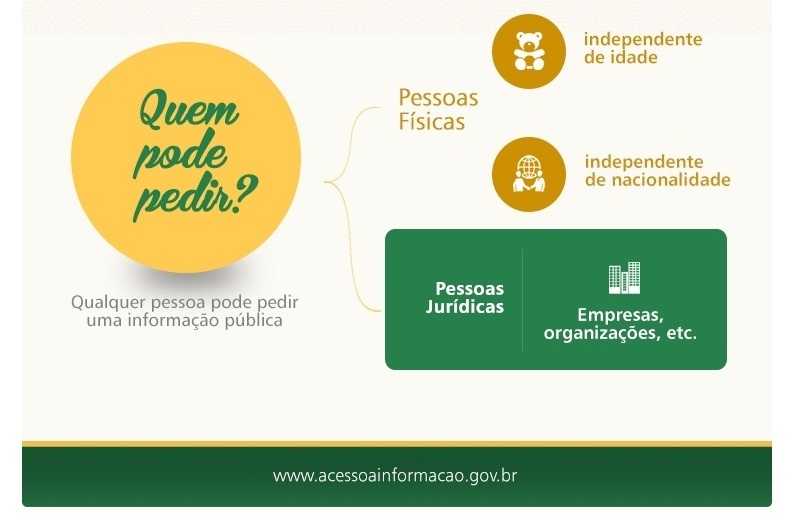 Quem
pode
pedir?
Qualquer pessoa pode pedir
uma informação pública
Pessoas
Físicas
independente
de idade
independente
de nacionalidade
Pessoas
Jurídicas
Empresas,
organizações, etc.
www.acessoainformacao.gov.br